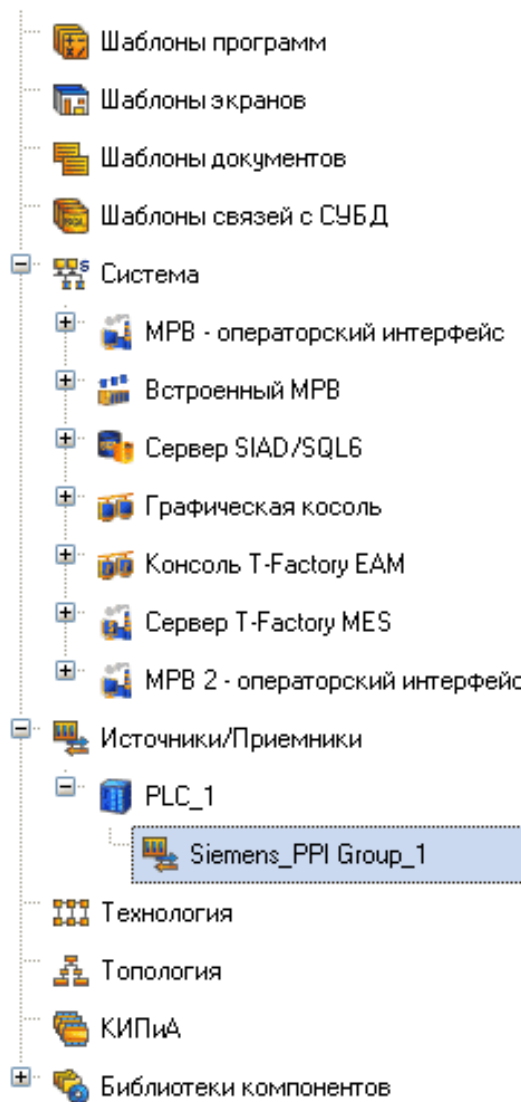 Шаблоны программ
Шаблоны экранов
Шаблоны документов
Шаблоны связей с СУБД
Система
МРВ - операторский интерфейс
Встроенный МРВ
Сервер SIAD/SQL6
Графическая косоль
Консоль T-Factory EAM
Сервер T-Factory MES
МРВ 2 - операторский интерфейс
Источники/Приемники
PLC_1
Siemens_PPI Group_1
Технология
Топология
КИПиА
Библиотеки компонентов